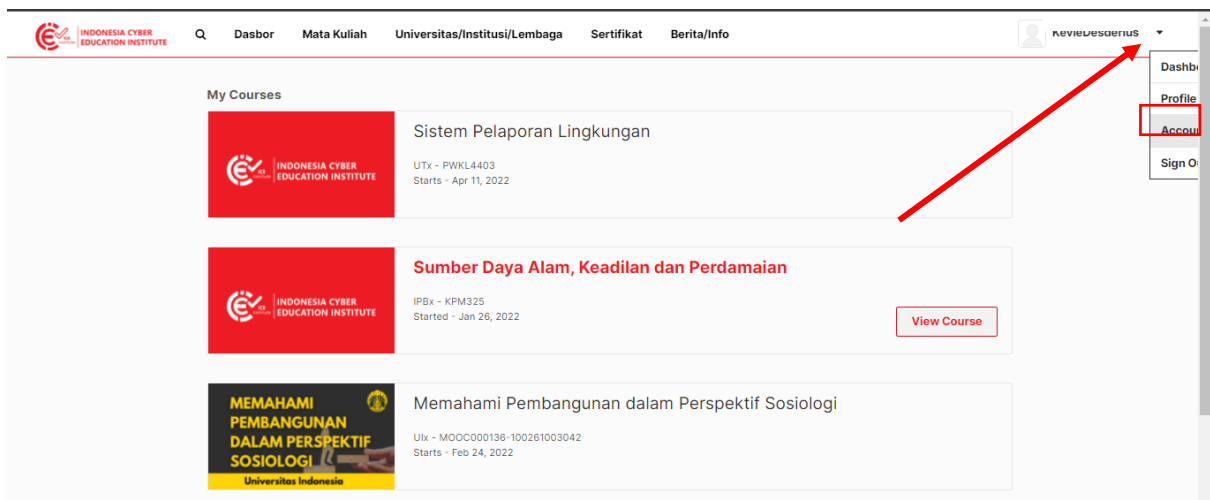 INDONESIA CYBER
EDUCATION INSTITUTE
Dasbor
Mata Kuliah
Universitas/Institusi/Lembaga
Sertifikat
Berita/Info
KevieDesderius
Profile
My Courses
INDONESIA CYBER
EDUCATION INSTITUTE
Sistem Pelaporan Lingkungan
UTx - PWKL4403
Starts - Apr 11, 2022
INDONESIA CYBER
EDUCATION INSTITUTE
Sumber Daya Alam, Keadilan dan Perdamaian
IPBx - KPM325
Started - Jan 26, 2022
View Course
MEMAHAMI
PEMBANGUNAN
DALAM PERSPEKTIF
SOSIOLOGI
Universitas Indonesia
Memahami Pembangunan dalam Perspektif Sosiologi
UIx - MOOC000136-100261003042
Starts - Feb 24, 2022